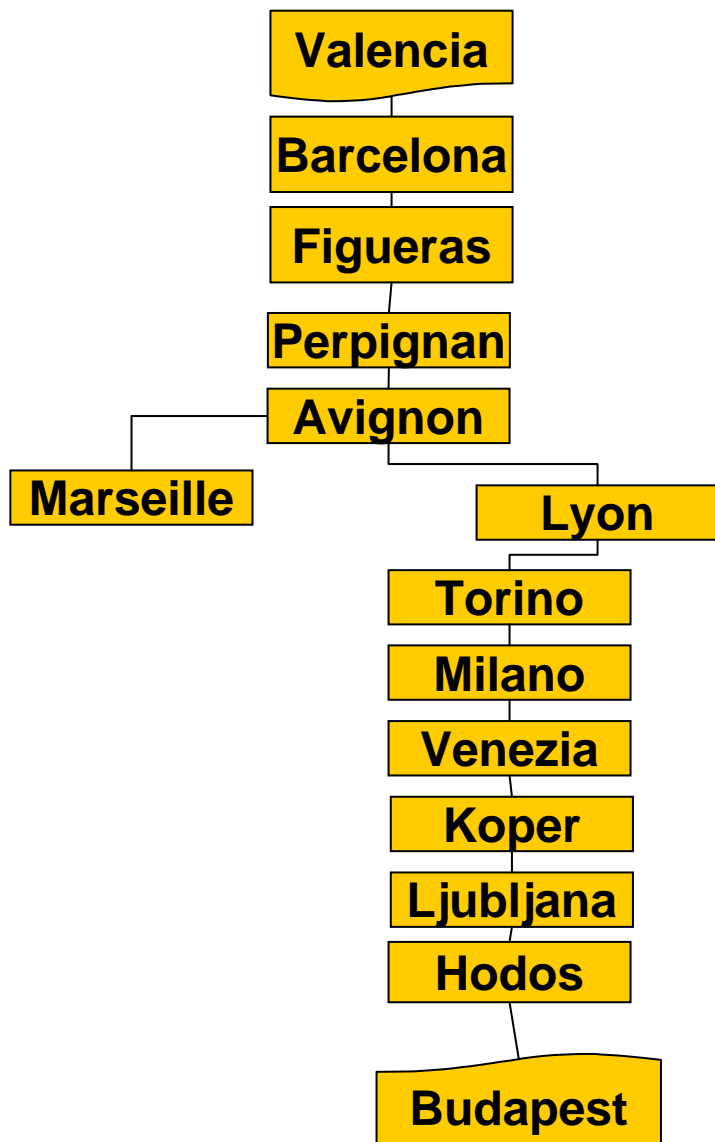 Valencia
Barcelona
Figueras
Perpignan
Avignon
Marseille
Lyon
Torino
Milano
Venezia
Koper
Ljubljana
Hodos
Budapest